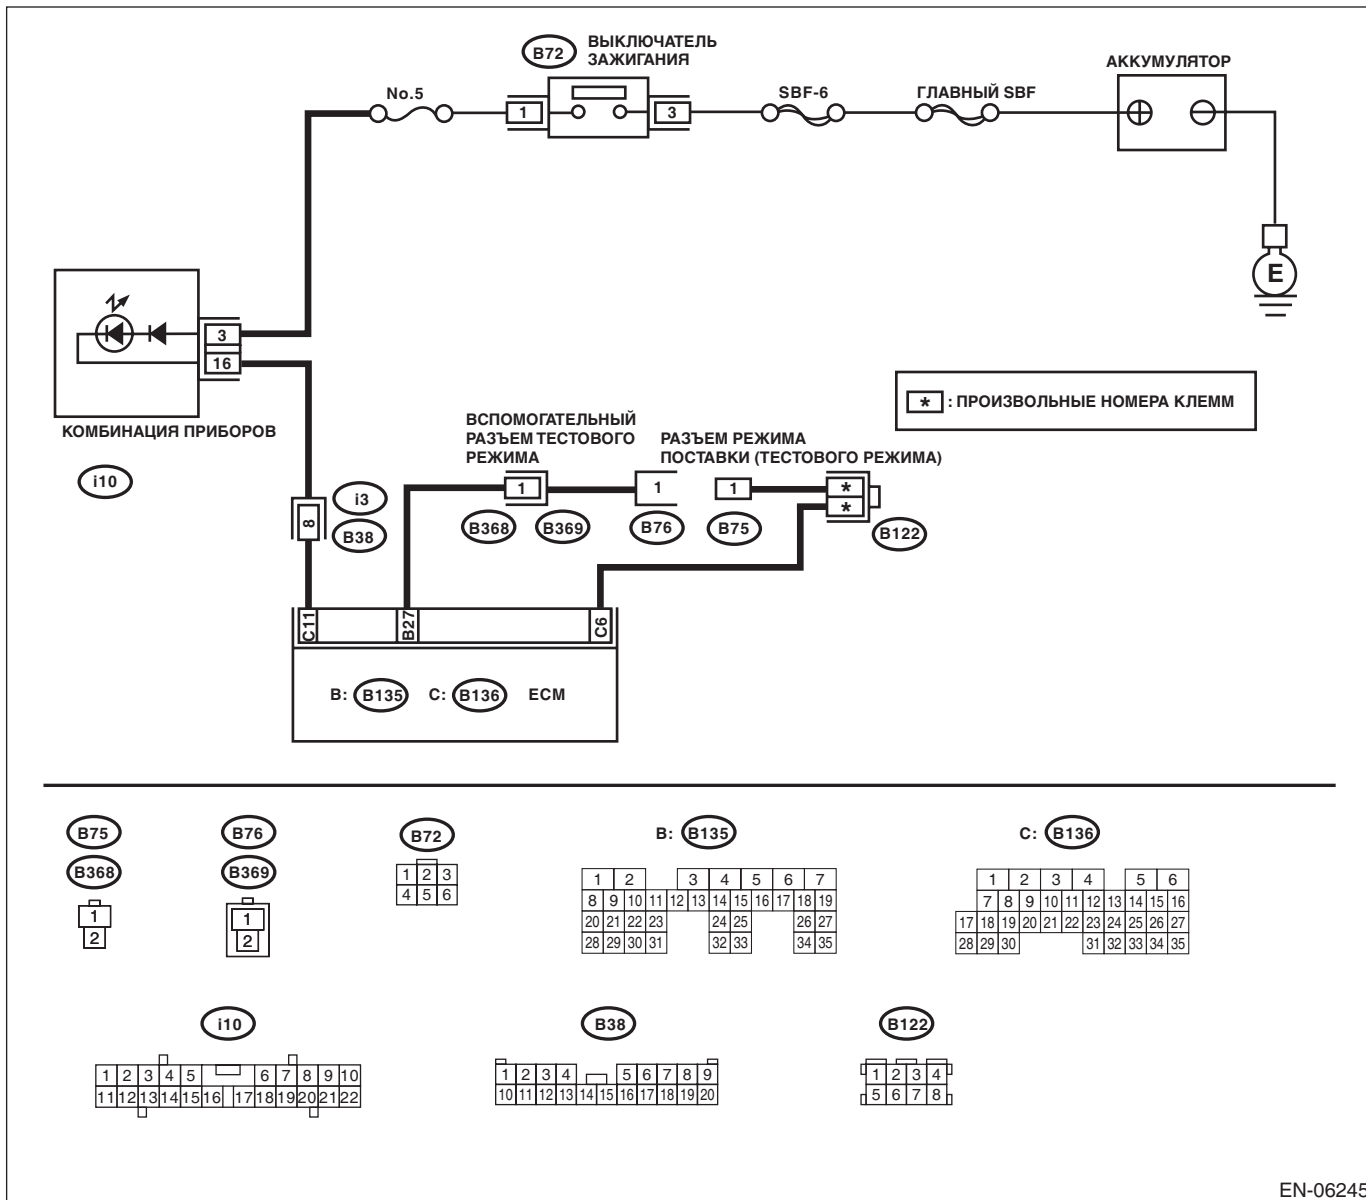 B72
ВЫКЛЮЧАТЕЛЬ
ЗАЖИГАНИЯ
АККУМУЛЯТОР
No.5
SBF-6
ГЛАВНЫЙ SBF
1
3
E
3
16
КОМБИНАЦИЯ ПРИБОРОВ
i10
* : ПРОИЗВОЛЬНЫЕ НОМЕРА КЛЕММ
ВСПОМОГАТЕЛЬНЫЙ
РАЗЪЕМ ТЕСТОВОГО
РЕЖИМА
РАЗЪЕМ РЕЖИМА
ПОСТАВКИ (ТЕСТОВОГО РЕЖИМА)
1
1
1
*
*
i3
B38
8
B368
B369
B76
B75
B122
C11
B27
C6
B: B135 C: B136 ECM
B75
B368
1
2
B76
B369
1
2
B72
1 2 3
4 5 6
B: B135
1 2 3 4 5 6 7
8 9 10 11 12 13 14 15 16 17 18 19
20 21 22 23 24 25 26 27
28 29 30 31 32 33 34 35
C: B136
1 2 3 4 5 6
7 8 9 10 11 12 13 14 15 16
17 18 19 20 21 22 23 24 25 26 27
28 29 30 31 32 33 34 35
i10
1 2 3 4 5 6 7 8 9 10
11 12 13 14 15 16 17 18 19 20 21 22
B38
1 2 3 4 5 6 7 8 9
10 11 12 13 14 15 16 17 18 19 20
B122
1 2 3 4
5 6 7 8
EN-06245